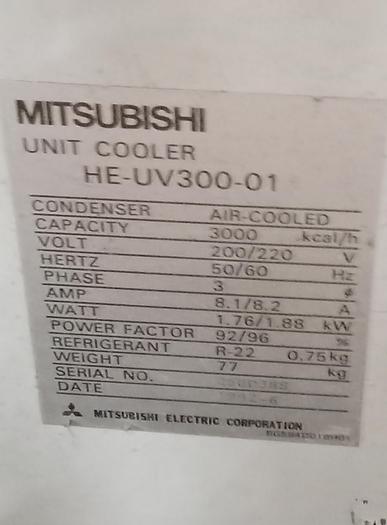 MITSUBISHI
UNIT COOLER
HE-UV300-01
CONDENSER AIR-COOLED
CAPACITY 3000 kcal/h
VOLT 200/220 V
HERTZ 50/60 Hz
PHASE 3 φ
AMP 8.1/8.2 A
WATT 1.76/1.88 kW
POWER FACTOR 92/96 %
REFRIGERANT R-22 0.75kg
WEIGHT 77 kg
SERIAL NO.
DATE 1992-6
MITSUBISHI ELECTRIC CORPORATION